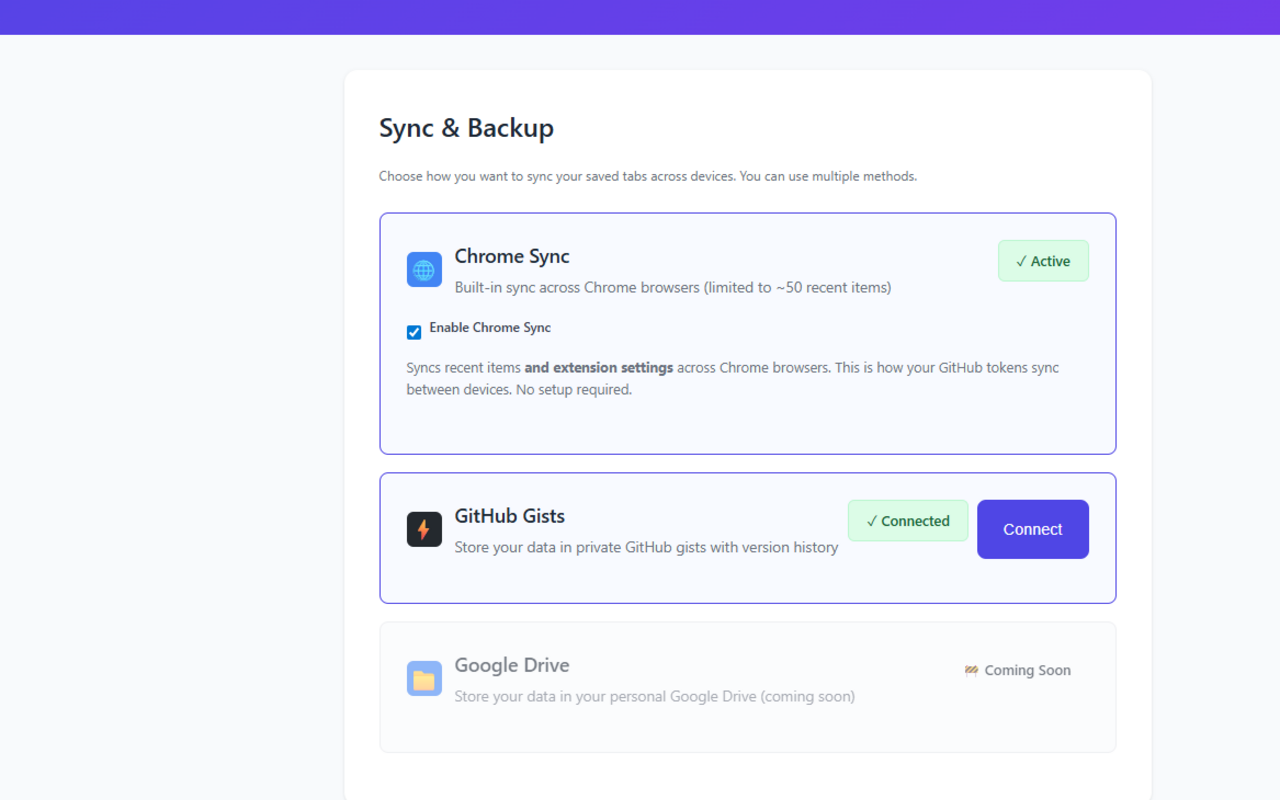 Sync & Backup
Choose how you want to sync your saved tabs across devices. You can use multiple methods.
Chrome Sync
✓ Active
Built-in sync across Chrome browsers (limited to ~50 recent items)
Enable Chrome Sync
Syncs recent items and extension settings across Chrome browsers. This is how your GitHub tokens sync
between devices. No setup required.
GitHub Gists
✓ Connected
Connect
Store your data in private GitHub gists with version history
Google Drive
🚧 Coming Soon
Store your data in your personal Google Drive (coming soon)